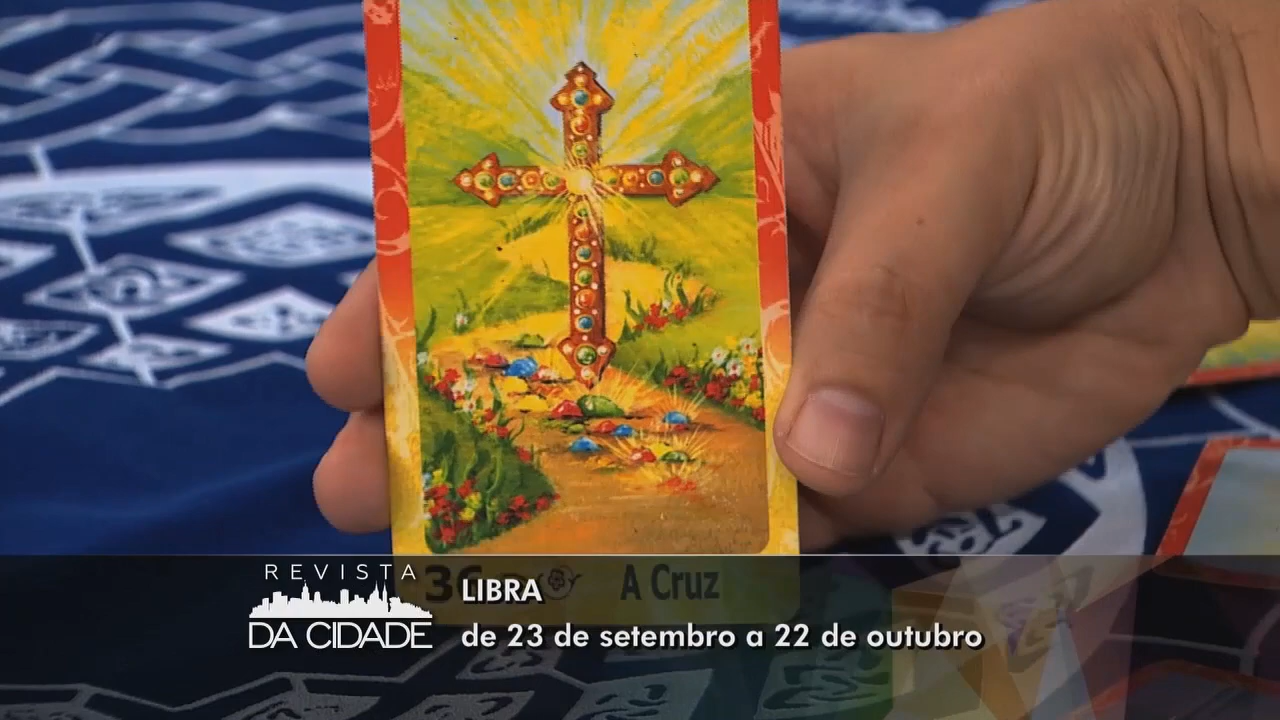 36
A Cruz
REVISTA
DA CIDADE
LIBRA
de 23 de setembro a 22 de outubro